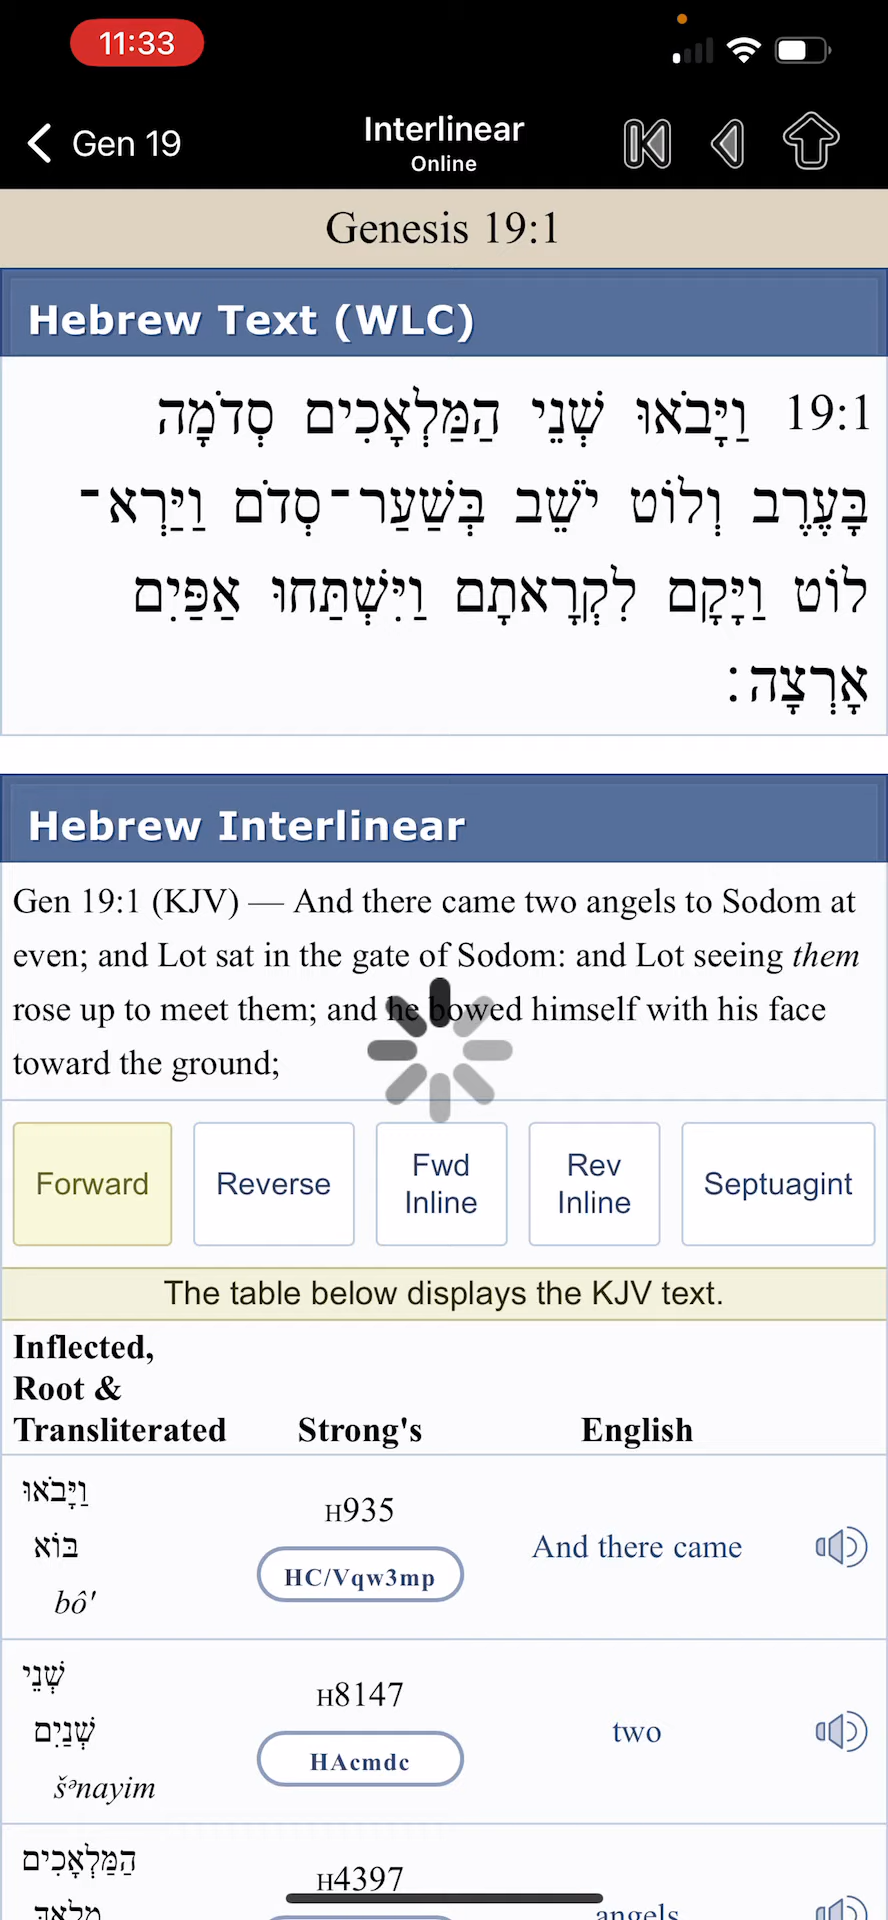 11:33
Gen 19
Interlinear
Online
Genesis 19:1
Hebrew Text (WLC)
19:1 וַיָּבֹאוּ שְׁנֵי הַמַּלְאָכִים סְדֹמָה
בָּעֶרֶב וְלוֹט יֹשֵׁב בְּשַׁעַר־סְדֹם וַיַּרְא־
לוֹט וַיָּקָם לִקְרָאתָם וַיִּשְׁתַּחוּ אַפַּיִם
אָרְצָה׃
Hebrew Interlinear
Gen 19:1 (KJV) — And there came two angels to Sodom at
even; and Lot sat in the gate of Sodom: and Lot seeing them
rose up to meet them; and he bowed himself with his face
toward the ground;
Forward
Reverse
Fwd
Inline
Rev
Inline
Septuagint
The table below displays the KJV text.
Inflected,
Root &
Transliterated
Strong's
English
וַיָּבֹאוּ
בּוֹא
bô'
H935
HC/Vqw3mp
And there came
שְׁנֵי
שְׁנַיִם
šᵊnayim
H8147
HAcmdc
two
הַמַּלְאָכִים
מלאך
H4397
angels